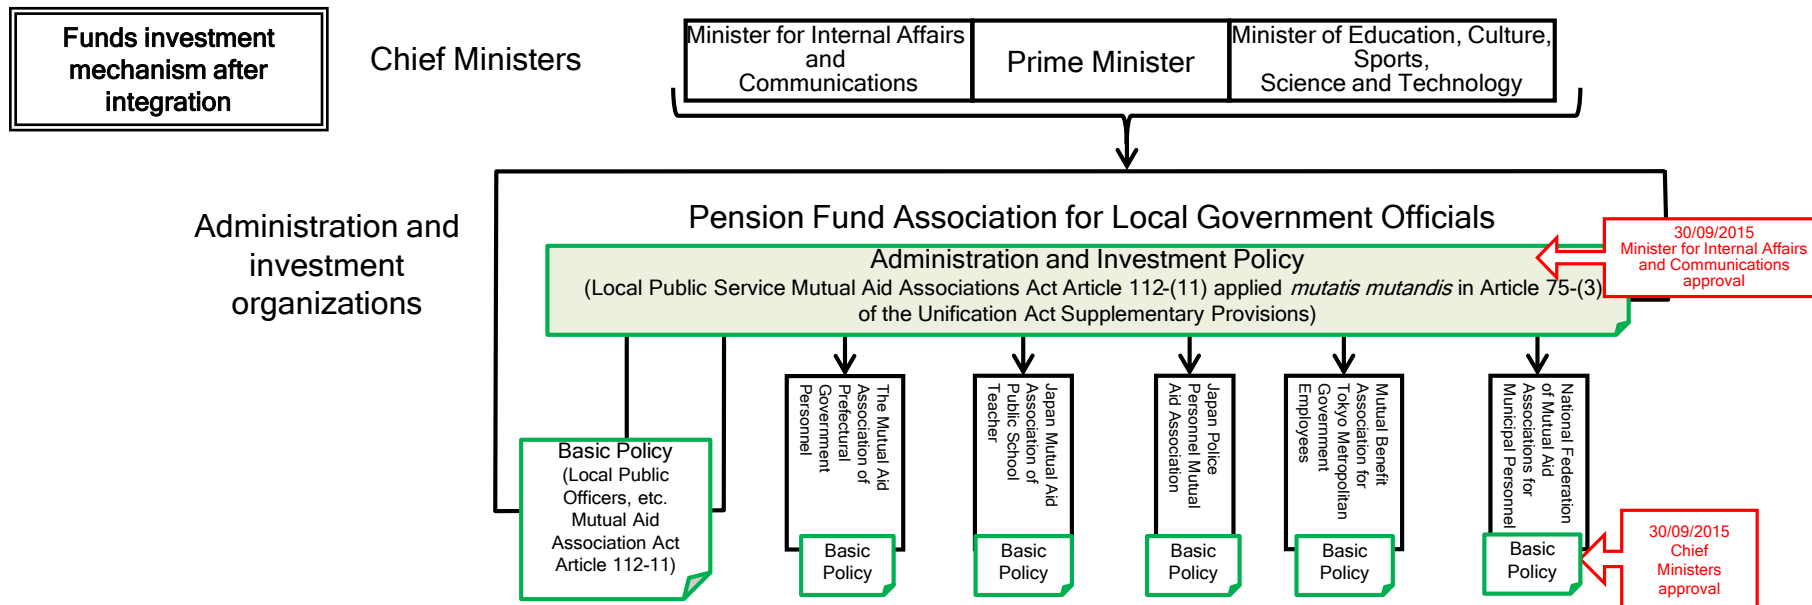 Funds investment
mechanism after
integration
Chief Ministers
Minister for Internal Affairs
and
Communications
Prime Minister
Minister of Education, Culture,
Sports,
Science and Technology
Administration and
investment
organizations
Pension Fund Association for Local Government Officials
Administration and Investment Policy
(Local Public Service Mutual Aid Associations Act Article 112-(11) applied mutatis mutandis in Article 75-(3)
of the Unification Act Supplementary Provisions)
30/09/2015
Minister for Internal Affairs
and Communications
approval
Basic Policy
(Local Public
Officers, etc.
Mutual Aid
Association Act
Article 112-11)
The Mutual Aid
Association of
Prefectural
Government
Personnel
Basic
Policy
Japan Mutual Aid
Association of
Public School
Teacher
Basic
Policy
Japan Police
Personnel Mutual
Aid Association
Basic
Policy
Mutual Benefit
Association for
Tokyo Metropolitan
Government
Employees
Basic
Policy
National Federation
of Mutual Aid
Associations for
Municipal Personnel
Basic
Policy
30/09/2015
Chief
Ministers
approval